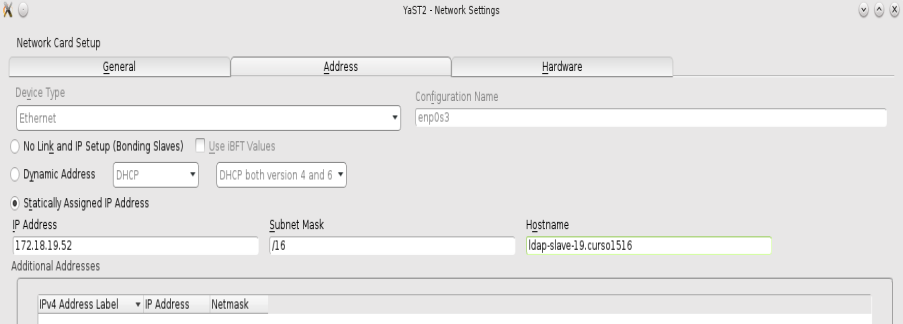 YaST2 - Network Settings
Network Card Setup
General Address Hardware
Device Type Configuration Name
Ethernet enp0s3
No Link and IP Setup (Bonding Slaves) Use iBFT Values
Dynamic Address DHCP DHCP both version 4 and 6
Statically Assigned IP Address
IP Address Subnet Mask Hostname
172.18.19.52 /16 ldap-slave-19.curso1516
Additional Addresses
IPv4 Address Label IP Address Netmask